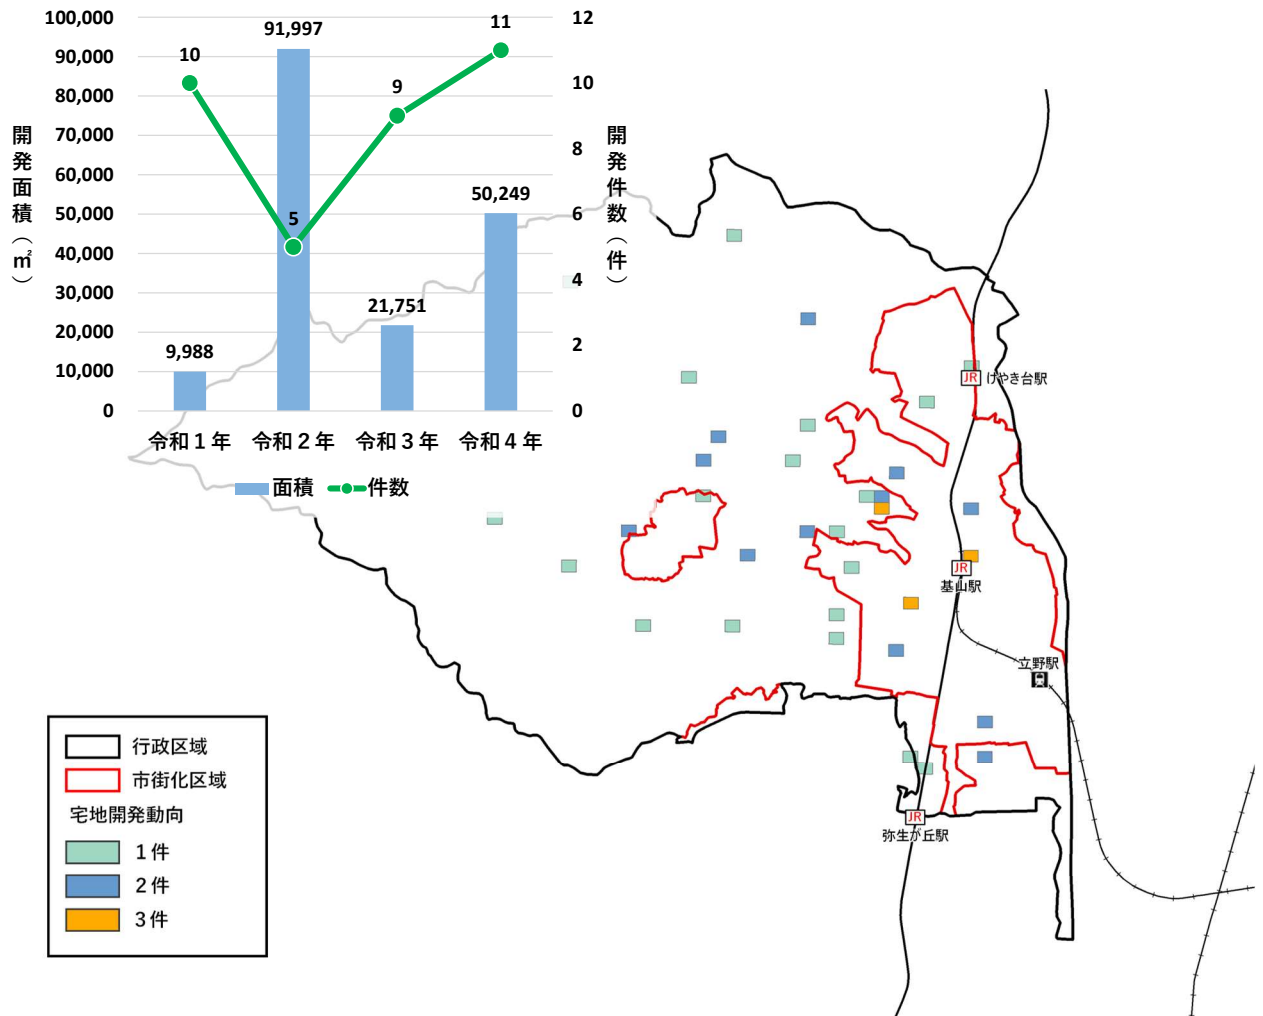 100,000
90,000
80,000
70,000
60,000
50,000
40,000
30,000
20,000
10,000
0
開発面積（㎡）
12
10
8
6
4
2
0
開発件数（件）
10
5
9
11
9,988
91,997
21,751
50,249
令和１年
令和２年
令和３年
令和４年
面積
件数
JR けやき台駅
JR
基山駅
立野駅
JR
弥生が丘駅
行政区域
市街化区域
宅地開発動向
１件
２件
３件